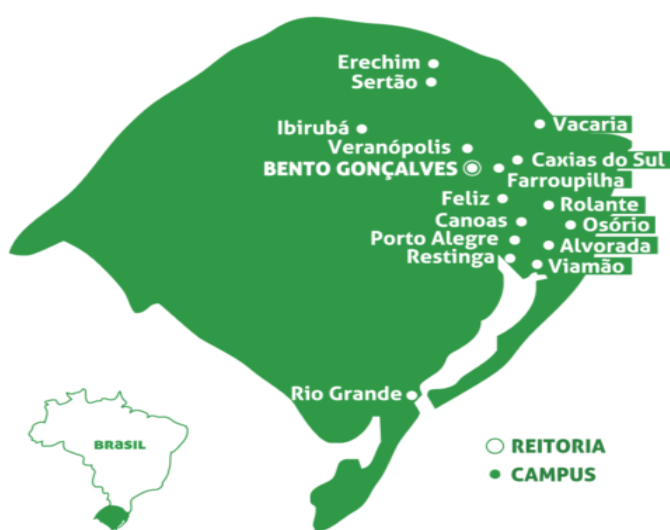 Erechim
Sertão
Ibirubá
Vacaria
Veranópolis
BENTO GONÇALVES
Caxias do Sul
Farroupilha
Feliz
Rolante
Canoas
Osório
Porto Alegre
Alvorada
Restinga
Viamão
Rio Grande
BRASIL
REITORIA
CAMPUS